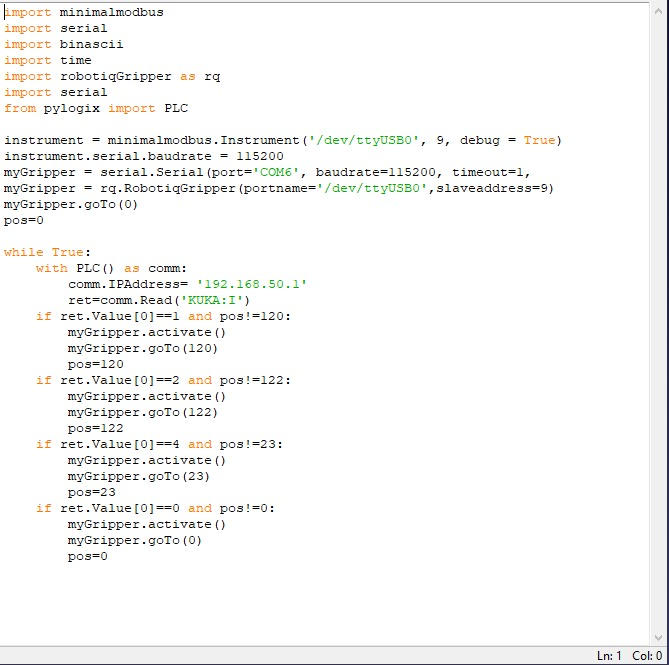 import minimalmodbus
import serial
import binascii
import time
import robotiqGripper as rq
import serial
from pylogix import PLC

instrument = minimalmodbus.Instrument('/dev/ttyUSB0', 9, debug = True)
instrument.serial.baudrate = 115200
myGripper = serial.Serial(port='COM6', baudrate=115200, timeout=1,
myGripper = rq.RobotiqGripper(portname='/dev/ttyUSB0',slaveaddress=9)
myGripper.goTo(0)
pos=0

while True:
    with PLC() as comm:
        comm.IPAddress= '192.168.50.1'
        ret=comm.Read('KUKA:I')
    if ret.Value[0]==1 and pos!=120:
        myGripper.activate()
        myGripper.goTo(120)
        pos=120
    if ret.Value[0]==2 and pos!=122:
        myGripper.activate()
        myGripper.goTo(122)
        pos=122
    if ret.Value[0]==4 and pos!=23:
        myGripper.activate()
        myGripper.goTo(23)
        pos=23
    if ret.Value[0]==0 and pos!=0:
        myGripper.activate()
        myGripper.goTo(0)
        pos=0
Ln: 1 Col: 0